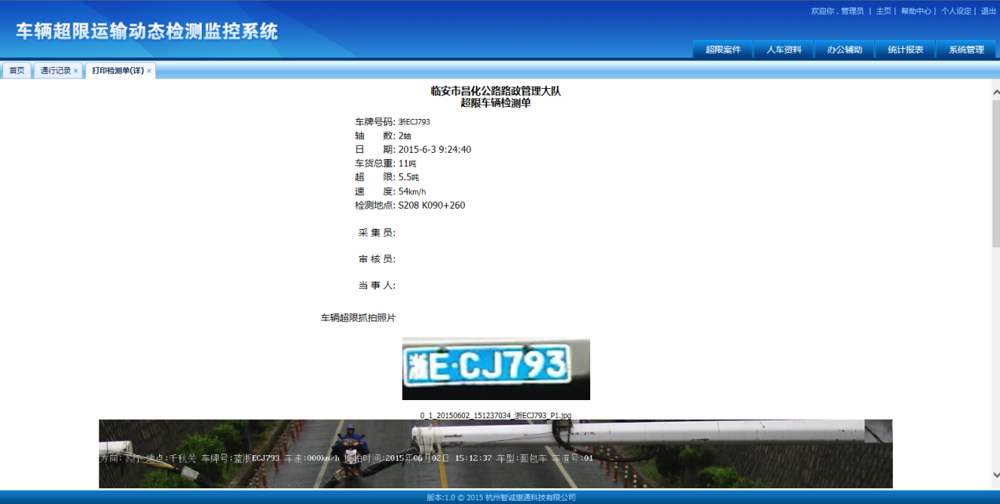 欢迎你，管理员 | 主页 | 帮助中心 | 个人设定 | 退出
车辆超限运输动态检测监控系统
超限案件 人车资料 办公辅助 统计报表 系统管理
首页 通行记录 × 打印检测单(详) ×
临安市昌化公路路政管理大队
超限车辆检测单
车牌号码: 浙ECJ793
轴 数: 2轴
日 期: 2015-6-3 9:24:40
车货总重: 11吨
超 限: 5.5吨
速 度: 54km/h
检测地点: S208 K090+260
采 集 员:
审 核 员:
当 事 人:
车辆超限抓拍照片
浙E·CJ793
0_1_20150602_151237034_浙ECJ793_P1.jpg
方向:下行 地点:千秋关 车牌号:蓝浙ECJ793 车速:000km/h 抓拍时间:2015年06月02日 15:12:37 车型:面包车 车道号:01
版本:1.0 © 2015 杭州智诚惠通科技有限公司